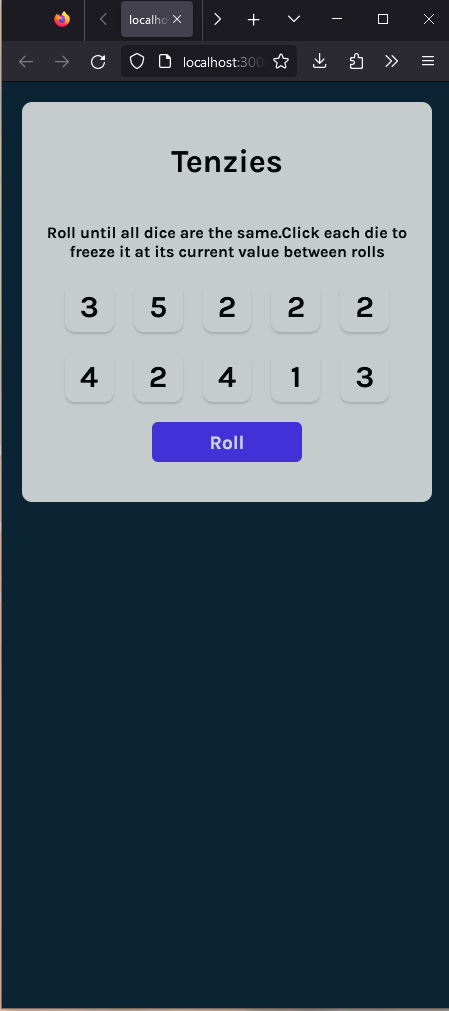 localho
localhost:300
Tenzies
Roll until all dice are the same.Click each die to
freeze it at its current value between rolls
3 5 2 2 2
4 2 4 1 3
Roll